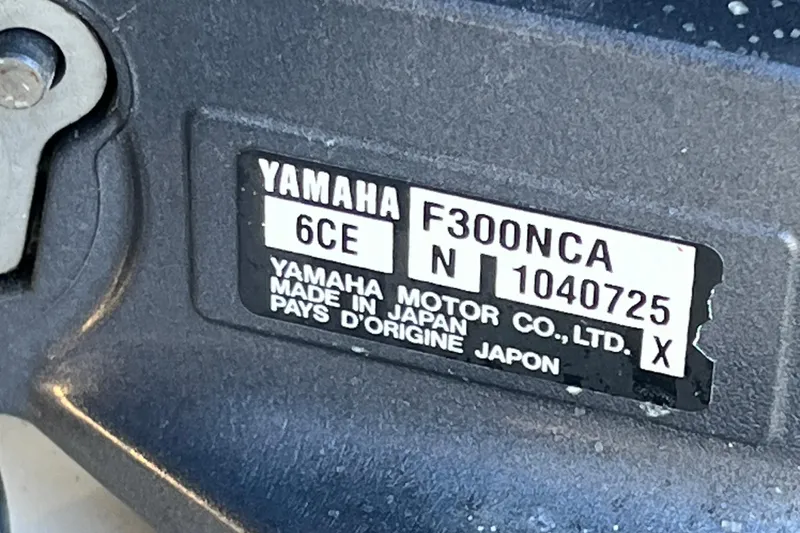 YAMAHA F300NCA
6CE N 1040725
YAMAHA MOTOR CO.,LTD. X
MADE IN JAPAN
PAYS D'ORIGINE JAPON